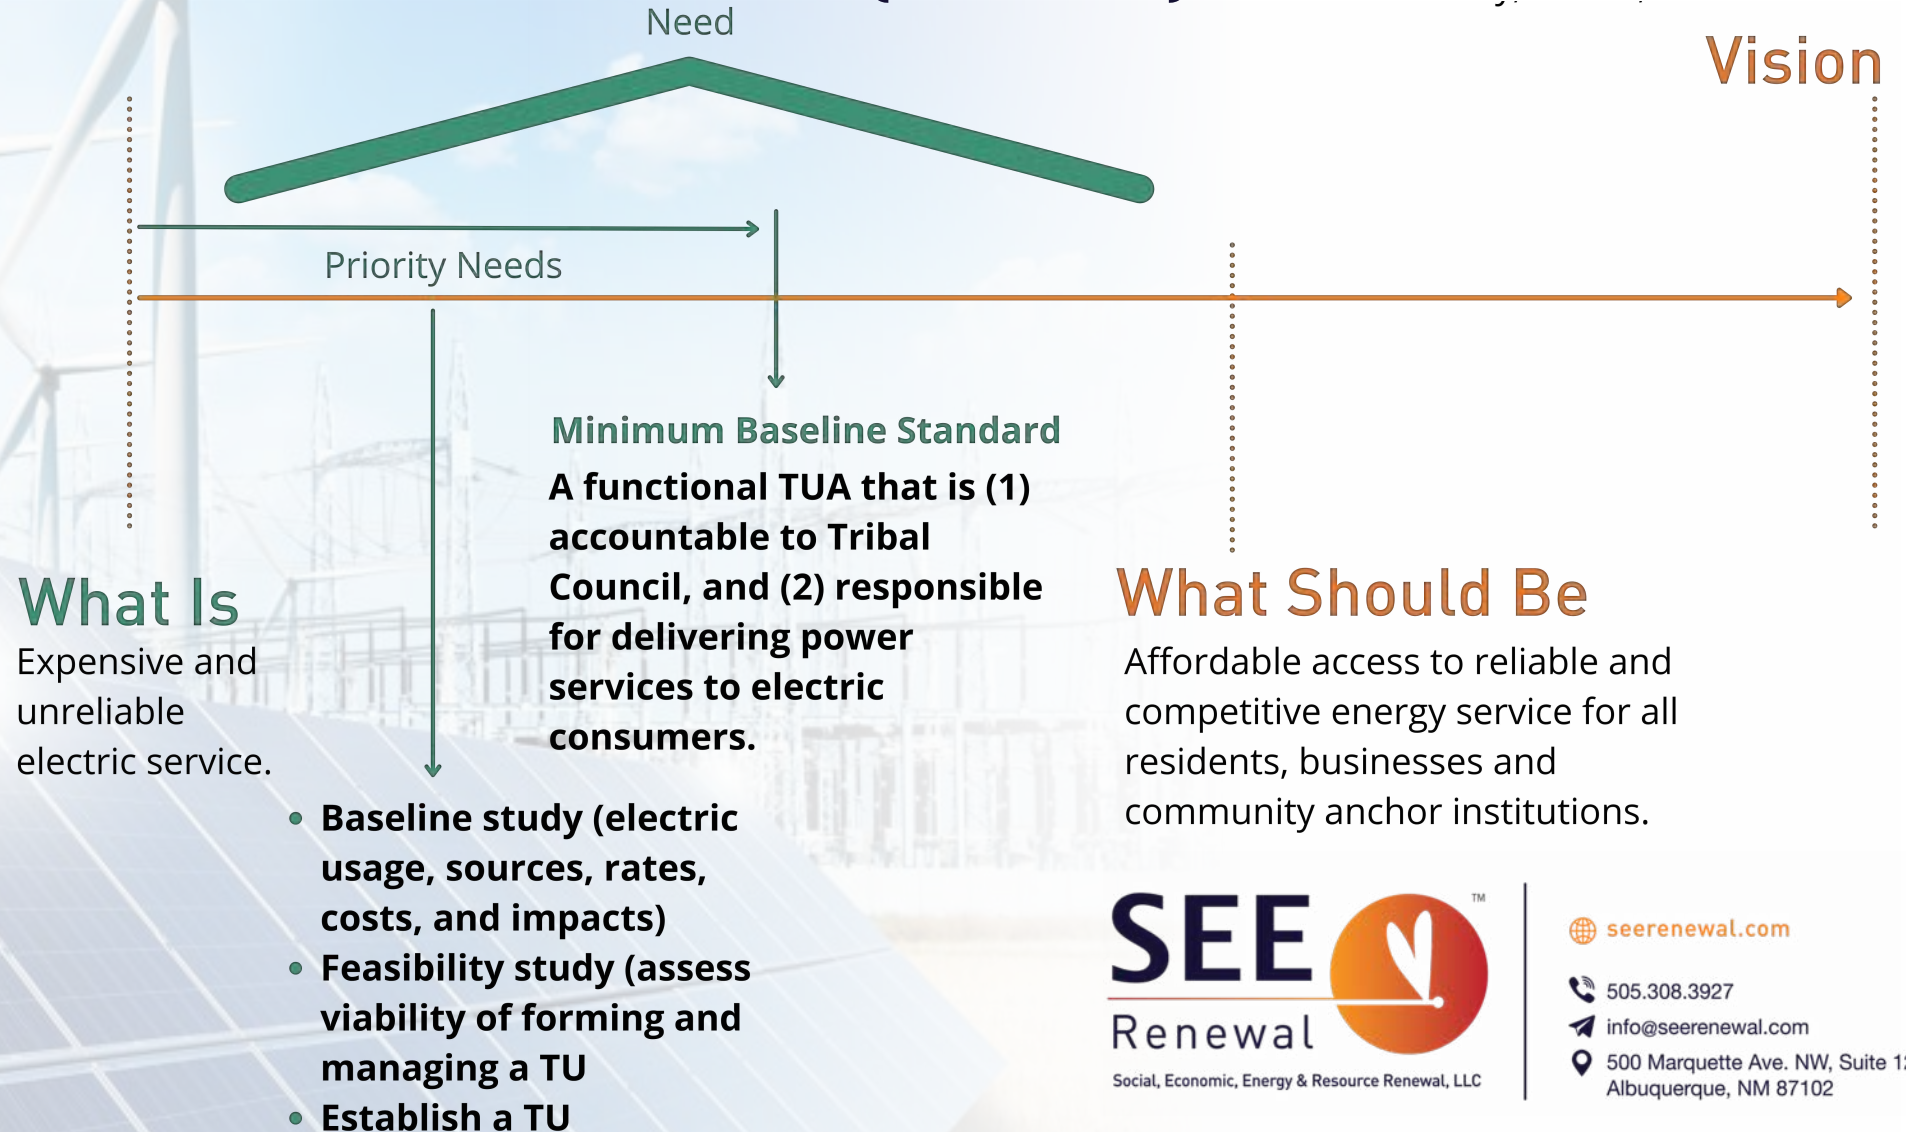 Need
Vision
Priority Needs
Minimum Baseline Standard
A functional TUA that is (1)
accountable to Tribal
Council, and (2) responsible
for delivering power
services to electric
consumers.
What Is
Expensive and
unreliable
electric service.
What Should Be
Affordable access to reliable and
competitive energy service for all
residents, businesses and
community anchor institutions.
Baseline study (electric
usage, sources, rates,
costs, and impacts)
Feasibility study (assess
viability of forming and
managing a TU
Establish a TU
SEE
TM
Renewal
Social, Economic, Energy & Resource Renewal, LLC
seerenewal.com
505.308.3927
info@seerenewal.com
500 Marquette Ave. NW, Suite
Albuquerque, NM 87102